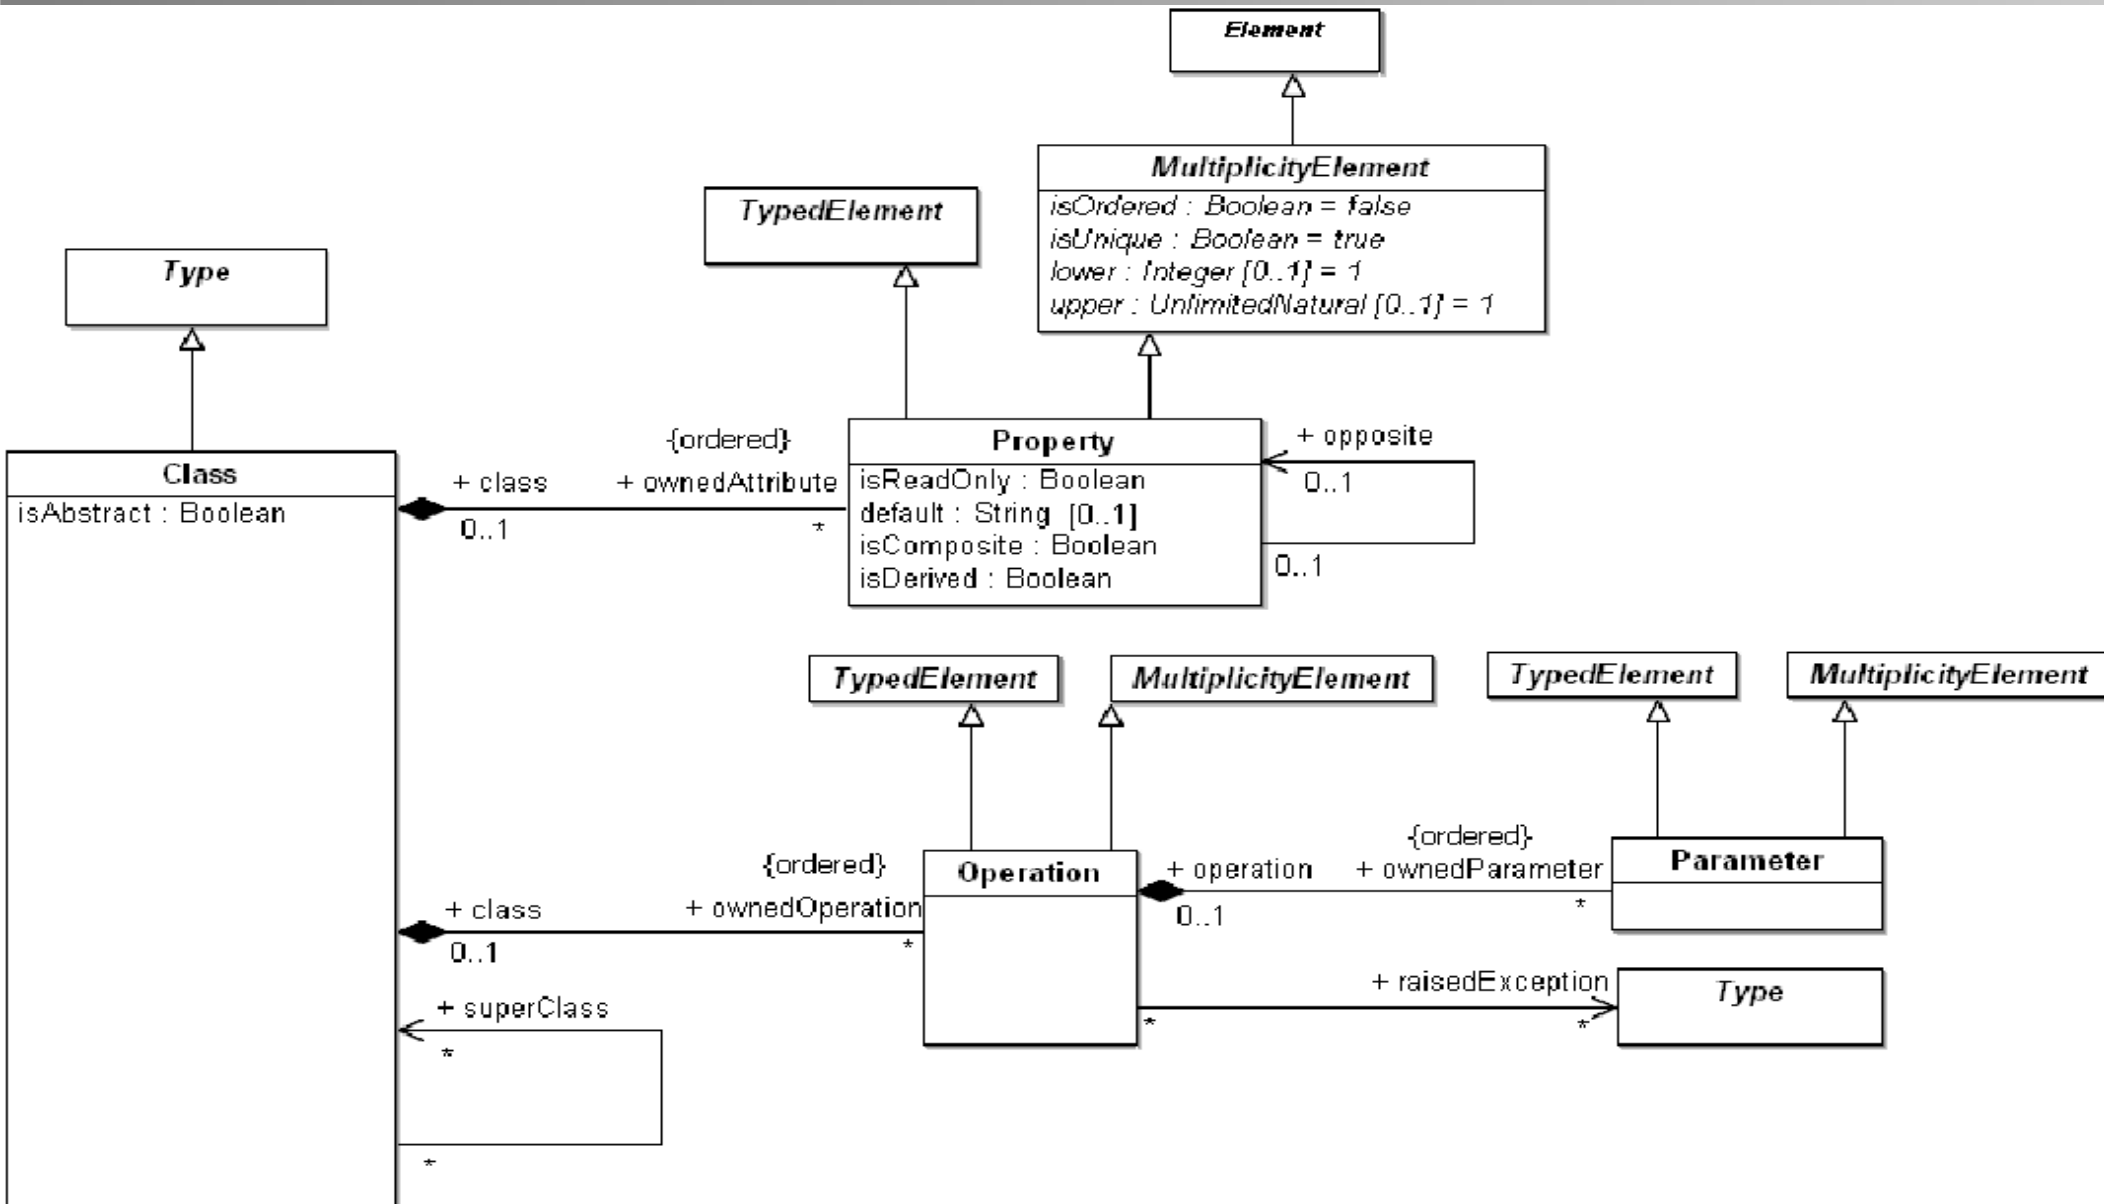 Element
MultiplicityElement
isOrdered : Boolean = false
isUnique : Boolean = true
lower : Integer [0..1] = 1
upper : UnlimitedNatural [0..1] = 1
TypedElement
Type
Class
isAbstract : Boolean
{ordered}
+ class
+ ownedAttribute
0..1
*
Property
isReadOnly : Boolean
default : String [0..1]
isComposite : Boolean
isDerived : Boolean
+ opposite
0..1
0..1
TypedElement
MultiplicityElement
TypedElement
MultiplicityElement
{ordered}
+ class
+ ownedOperation
0..1
*
Operation
{ordered}
+ operation
+ ownedParameter
0..1
*
Parameter
+ raisedException
*
*
Type
+ superClass
*
*